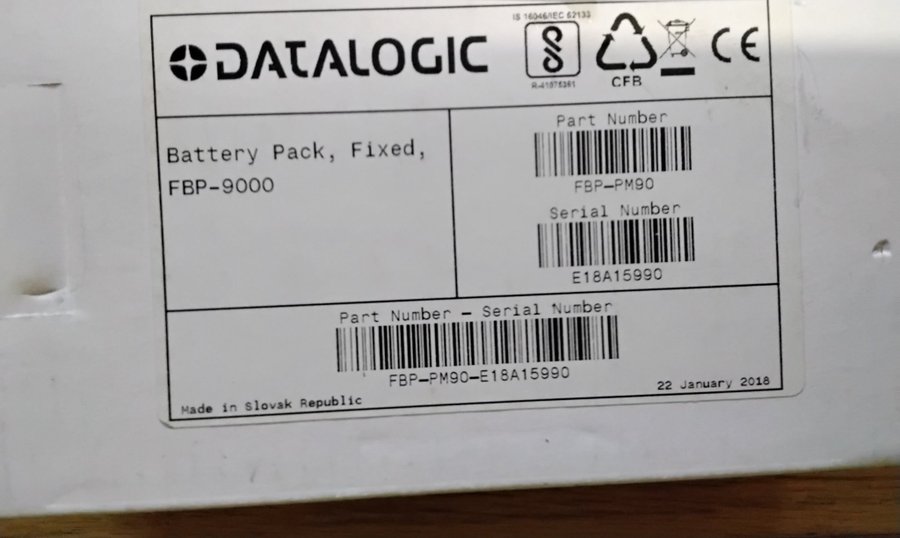 DATALOGIC
IS 16046/IEC 62133
R-41075361
CFB
CE
Battery Pack, Fixed,
FBP-9000
Part Number
FBP-PM90
Serial Number
E18A15990
Part Number - Serial Number
FBP-PM90-E18A15990
Made in Slovak Republic
22 January 2018